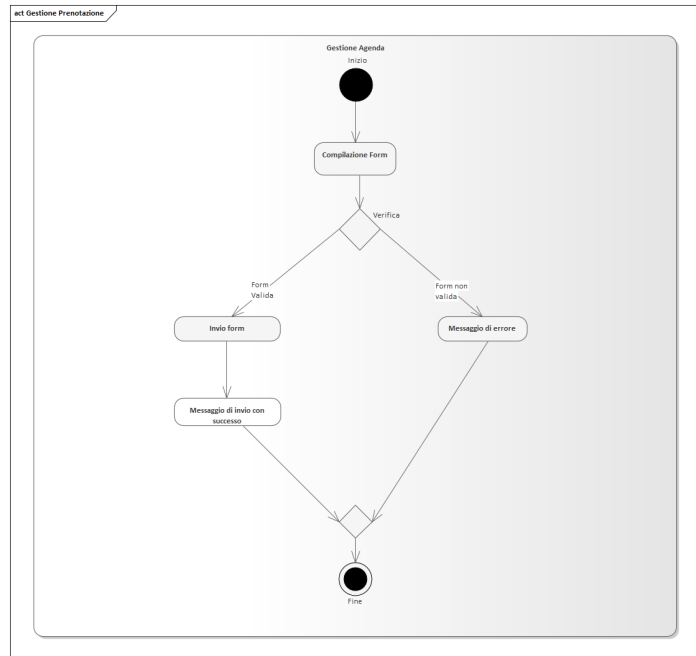 act Gestione Prenotazione
Gestione Agenda
Inizio
Compilazione Form
Verifica
Form
Valida
Form non
valida
Invio form
Messaggio di errore
Messaggio di invio con
successo
Fine